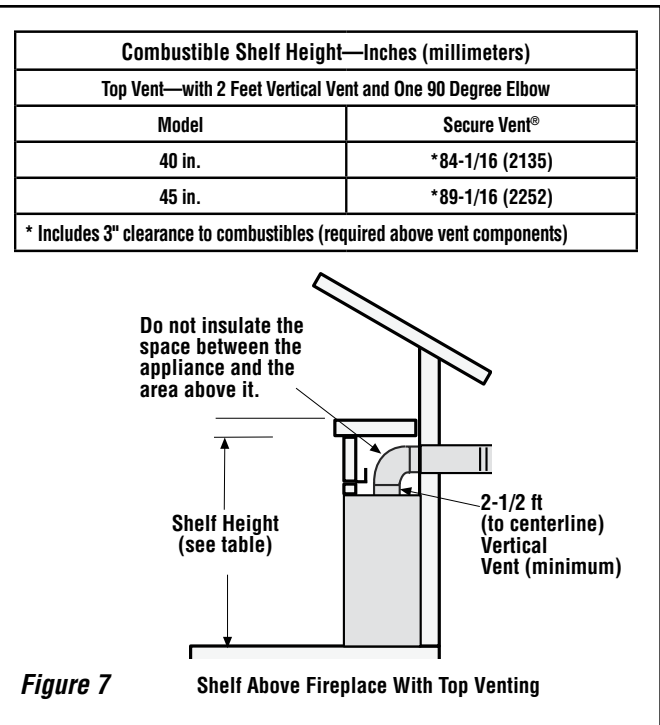 Combustible Shelf Height—Inches (millimeters)
Top Vent—with 2 Feet Vertical Vent and One 90 Degree Elbow
Model Secure Vent®
40 in. *84-1/16 (2135)
45 in. *89-1/16 (2252)
* Includes 3" clearance to combustibles (required above vent components)
Do not insulate the
space between the
appliance and the
area above it.
Shelf Height
(see table)
2-1/2 ft
(to centerline)
Vertical
Vent (minimum)
Figure 7 Shelf Above Fireplace With Top Venting